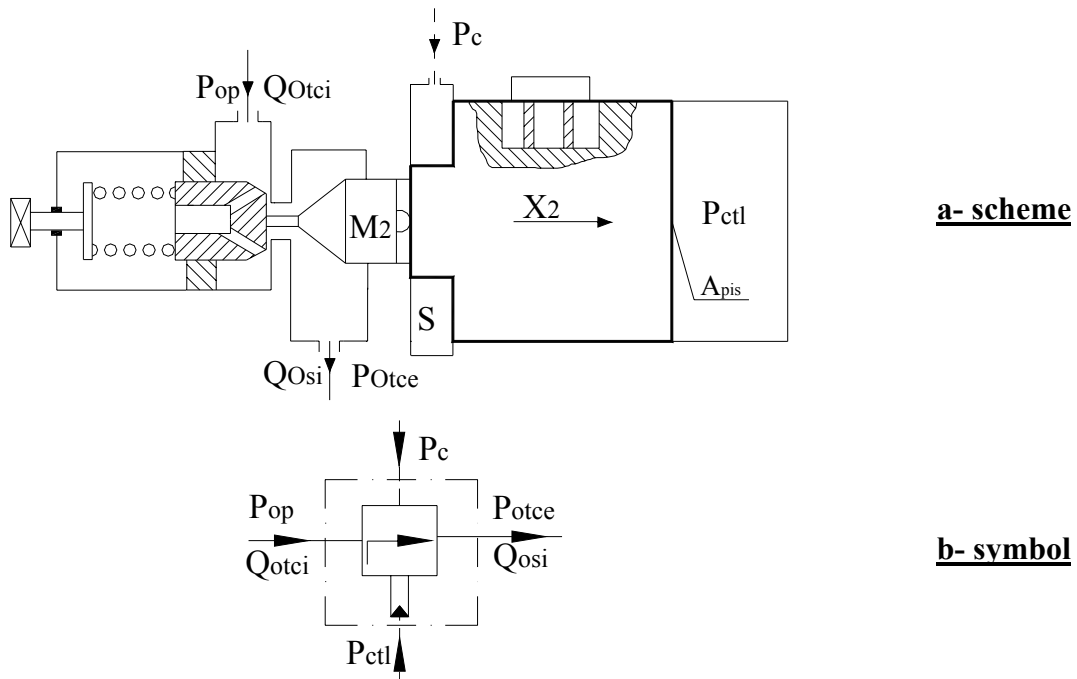 Pc
Pop QOtci
a- scheme
M2 X2 Pctl
Apis
S
QOsi POtce
Pc
Pop Potce
Qotci Qosi
b- symbol
Pctl